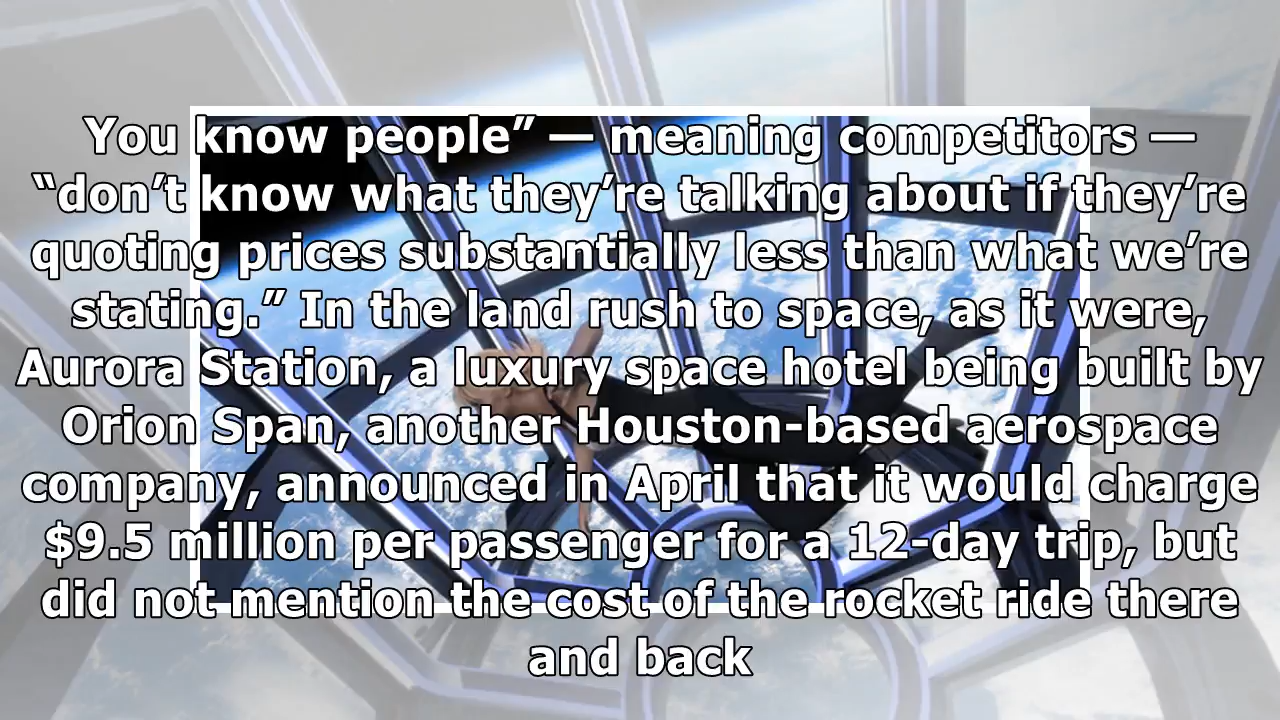 You know people” — meaning competitors —
“don’t know what they’re talking about if they’re
quoting prices substantially less than what we’re
stating.” In the land rush to space, as it were,
Aurora Station, a luxury space hotel being built by
Orion Span, another Houston-based aerospace
company, announced in April that it would charge
$9.5 million per passenger for a 12-day trip, but
did not mention the cost of the rocket ride there
and back